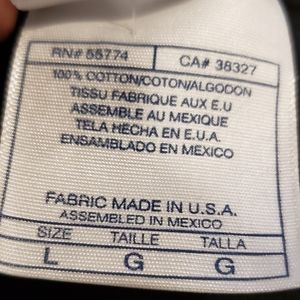 RN# 55774 CA# 38327
100% COTTON/COTON/ALGODON
TISSU FABRIQUE AUX E.U
ASSEMBLE AU MEXIQUE
TELA HECHA EN E.U.A.
ENSAMBLADO EN MEXICO
FABRIC MADE IN U.S.A.
ASSEMBLED IN MEXICO
SIZE TAILLE TALLA
L G G